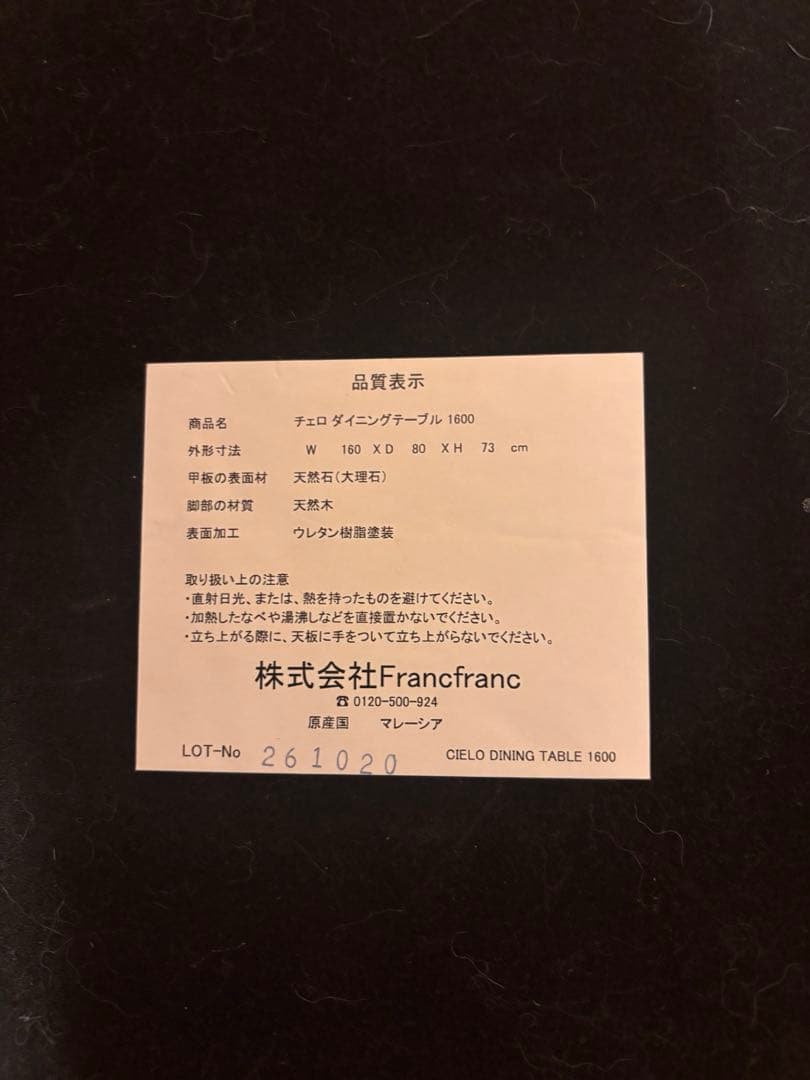 品質表示
商品名 チェロ ダイニングテーブル 1600
外形寸法 W 160 X D 80 X H 73 cm
甲板の表面材 天然石(大理石)
脚部の材質 天然木
表面加工 ウレタン樹脂塗装
取り扱い上の注意
・直射日光、または、熱を持ったものを避けてください。
・加熱したなべや湯沸しなどを直接置かないでください。
・立ち上がる際に、天板に手をついて立ち上がらないでください。
株式会社Francfranc
☎ 0120-500-924
原産国 マレーシア
LOT-No 261020 CIELO DINING TABLE 1600